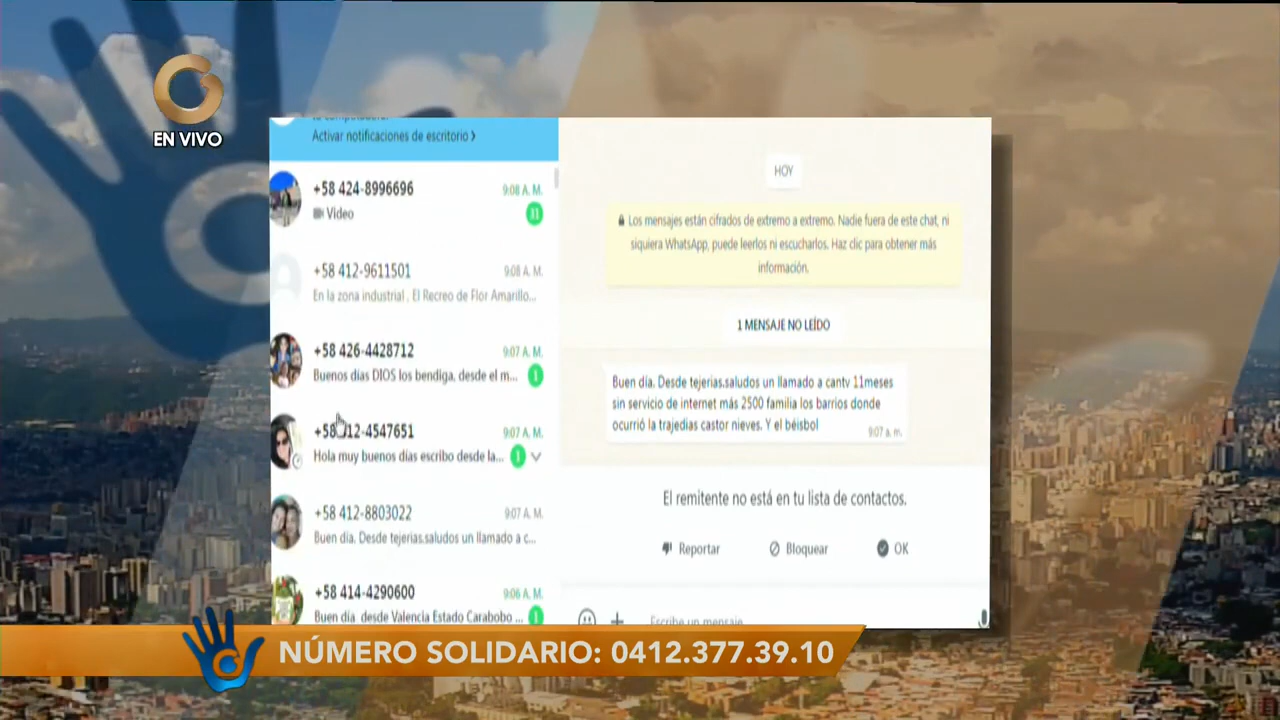 EN VIVO
Activar notificaciones de escritorio
+58 424-8996696
9:08 A. M.
Video
+58 412-9611501
9:08 A. M.
En la zona industrial , El Recreo de Flor Amarillo...
+58 426-4428712
9:07 A. M.
Buenos días DIOS los bendiga, desde el m...
1
+58 412-4547651
9:07 A. M.
Hola muy buenos días escribo desde la...
1
+58 412-8803022
9:07 A. M.
Buen día. Desde tejerias.saludos un llamado a c...
+58 414-4290600
9:06 A. M.
Buen día desde Valencia Estado Carabobo ...
1
HOY
Los mensajes están cifrados de extremo a extremo. Nadie fuera de este chat, ni
siquiera WhatsApp, puede leerlos ni escucharlos. Haz clic para obtener más
información.
1 MENSAJE NO LEÍDO
Buen día. Desde tejerias.saludos un llamado a cantv 11meses
sin servicio de internet más 2500 familia los barrios donde
ocurrió la trajedias castor nieves. Y el béisbol
9:07 a. m.
El remitente no está en tu lista de contactos.
Reportar
Bloquear
OK
Escribe un mensaje
NÚMERO SOLIDARIO: 0412.377.39.10